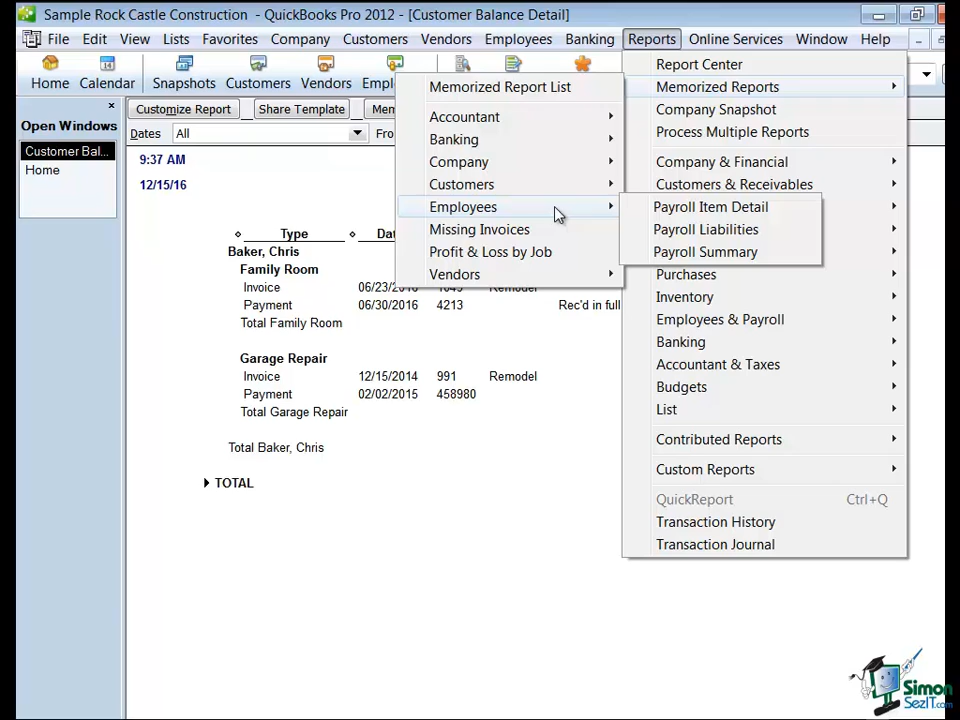 Sample Rock Castle Construction - QuickBooks Pro 2012 - [Customer Balance Detail]
File Edit View Lists Favorites Company Customers Vendors Employees Banking Reports Online Services Window Help
Home Calendar Snapshots Customers Vendors
Open Windows
Customer Bal...
Home
Customize Report Share Template
Dates All
9:37 AM
12/15/16
Type
Baker, Chris
Family Room
Invoice 06/23/2016 Remodel
Payment 06/30/2016 4213 Rec'd in full
Total Family Room
Garage Repair
Invoice 12/15/2014 991 Remodel
Payment 02/02/2015 458980
Total Garage Repair
Total Baker, Chris
TOTAL
Memorized Report List
Accountant
Banking
Company
Customers
Employees
Missing Invoices
Profit & Loss by Job
Vendors
Payroll Item Detail
Payroll Liabilities
Payroll Summary
Report Center
Memorized Reports
Company Snapshot
Process Multiple Reports
Company & Financial
Customers & Receivables
Purchases
Inventory
Employees & Payroll
Banking
Accountant & Taxes
Budgets
List
Contributed Reports
Custom Reports
QuickReport Ctrl+Q
Transaction History
Transaction Journal
Simon
SezIT.com